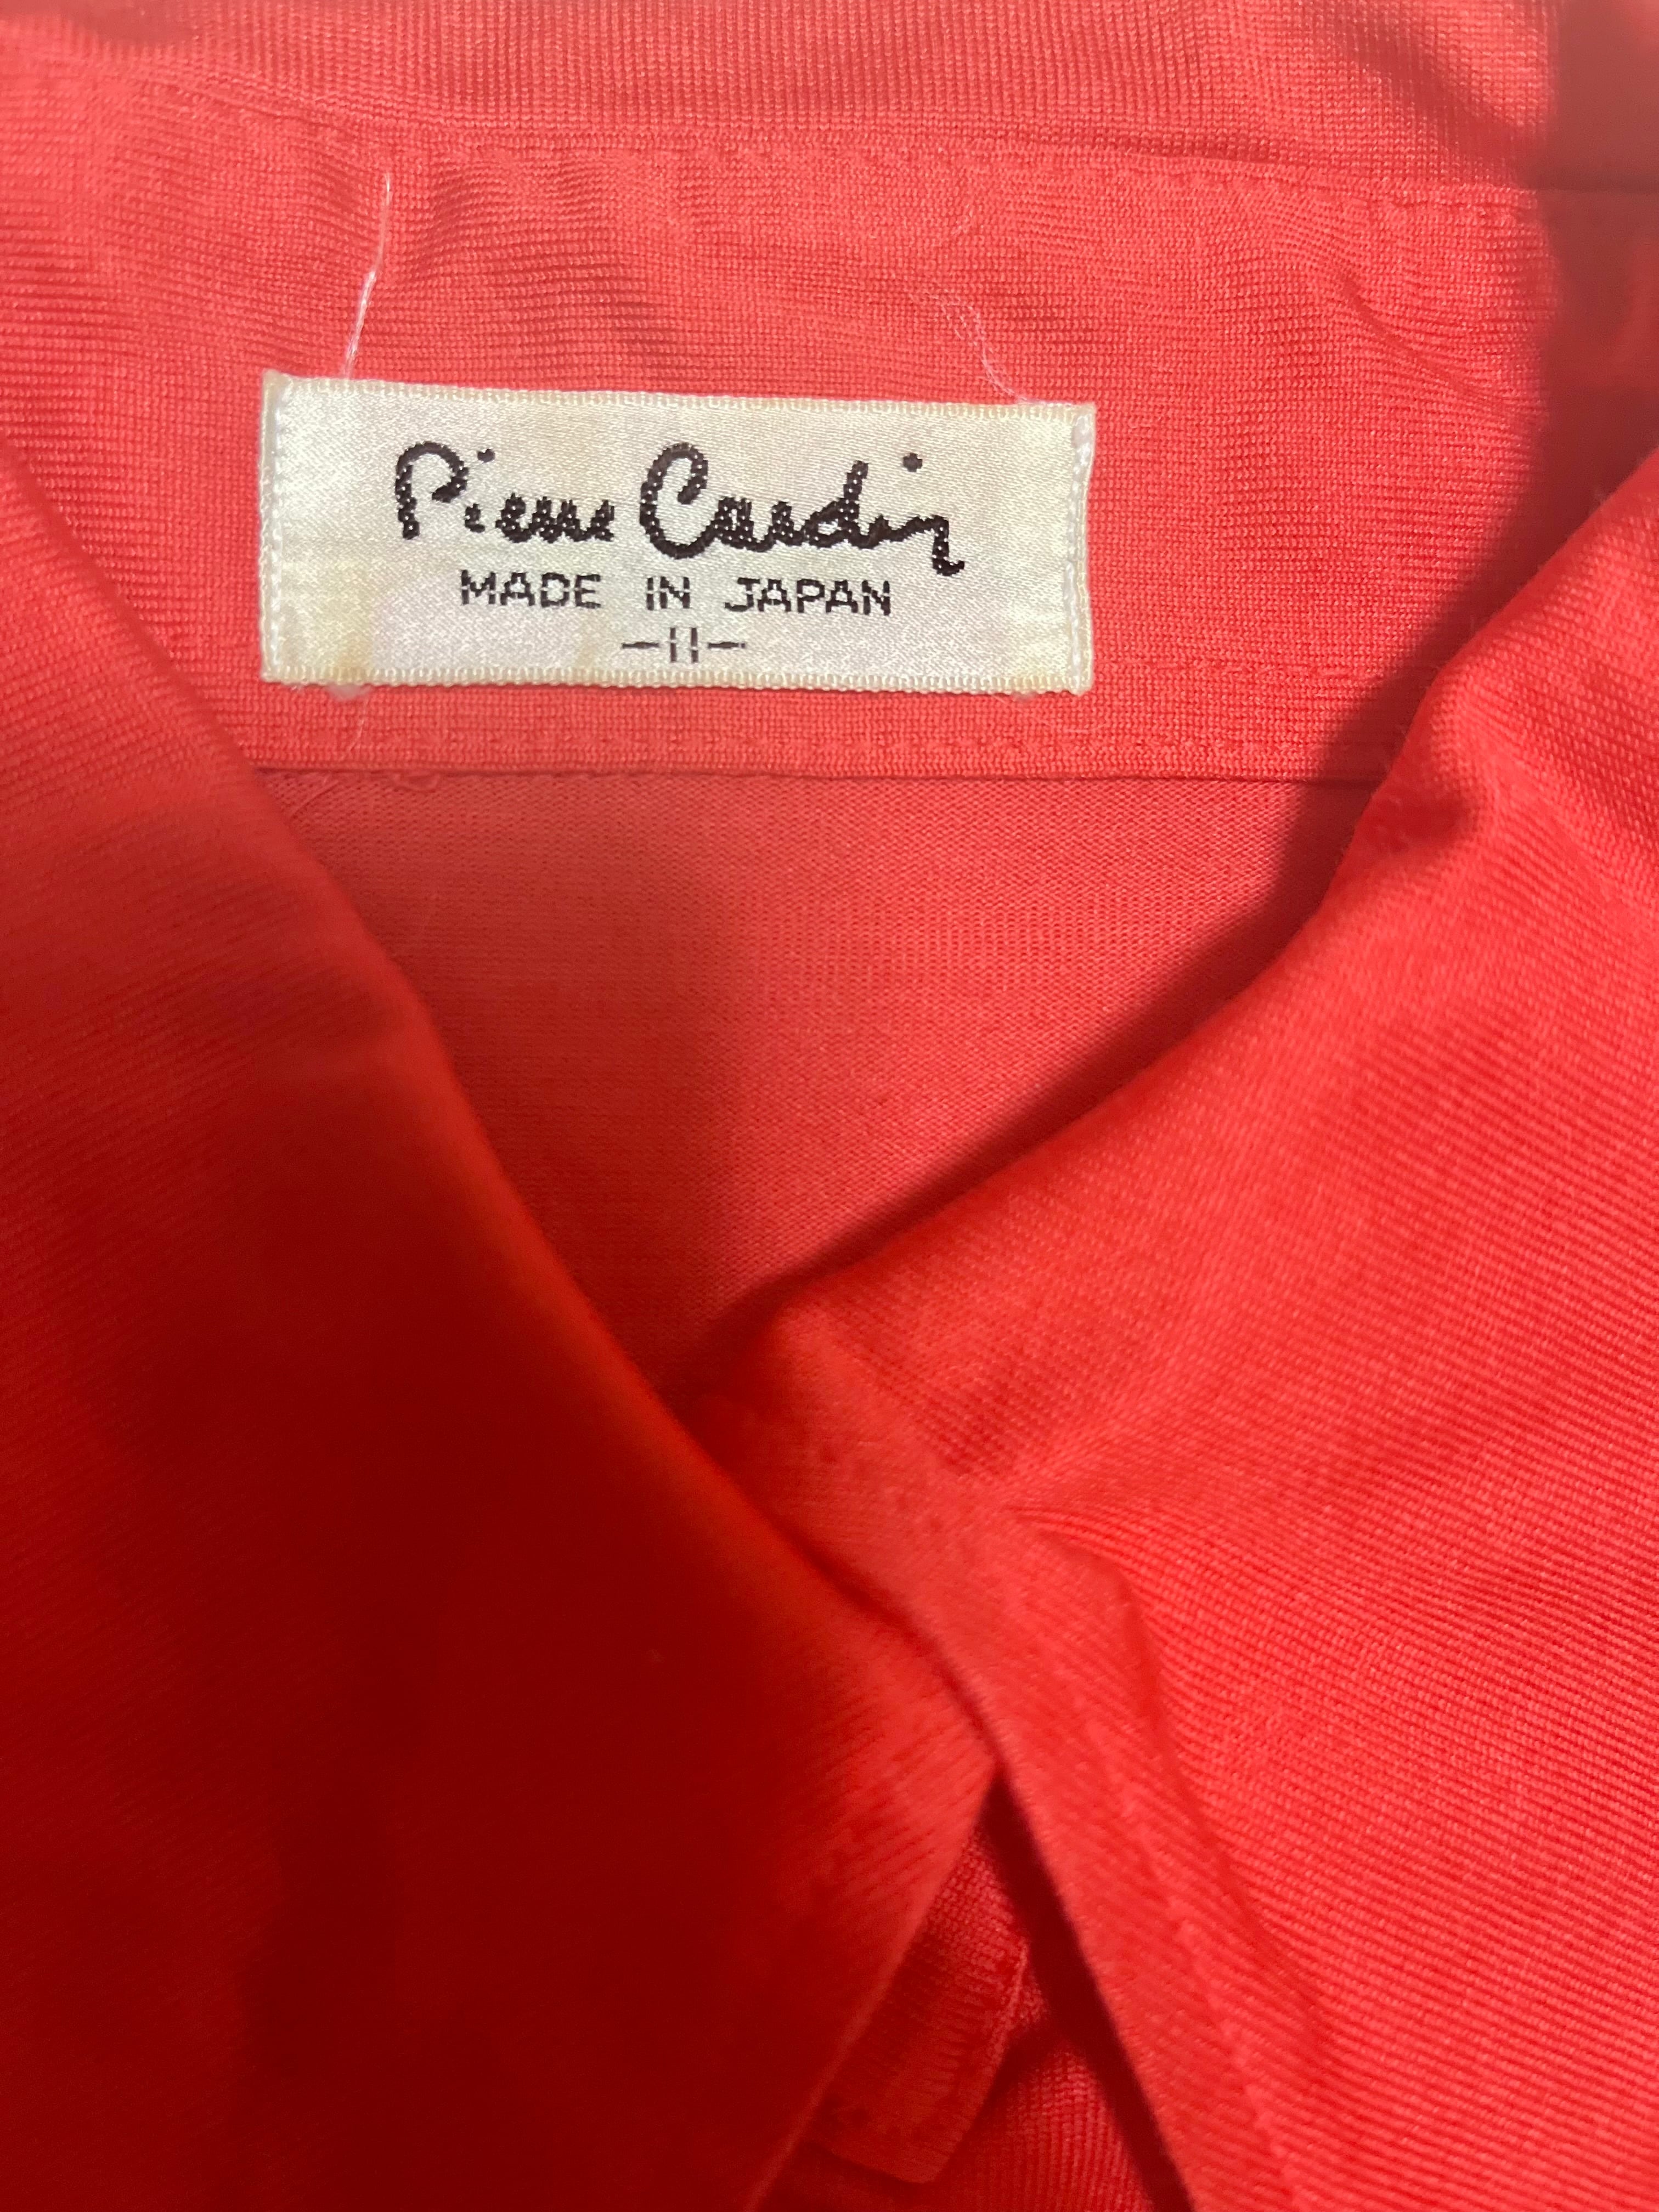 Pierre Cardin
MADE IN JAPAN
-11-